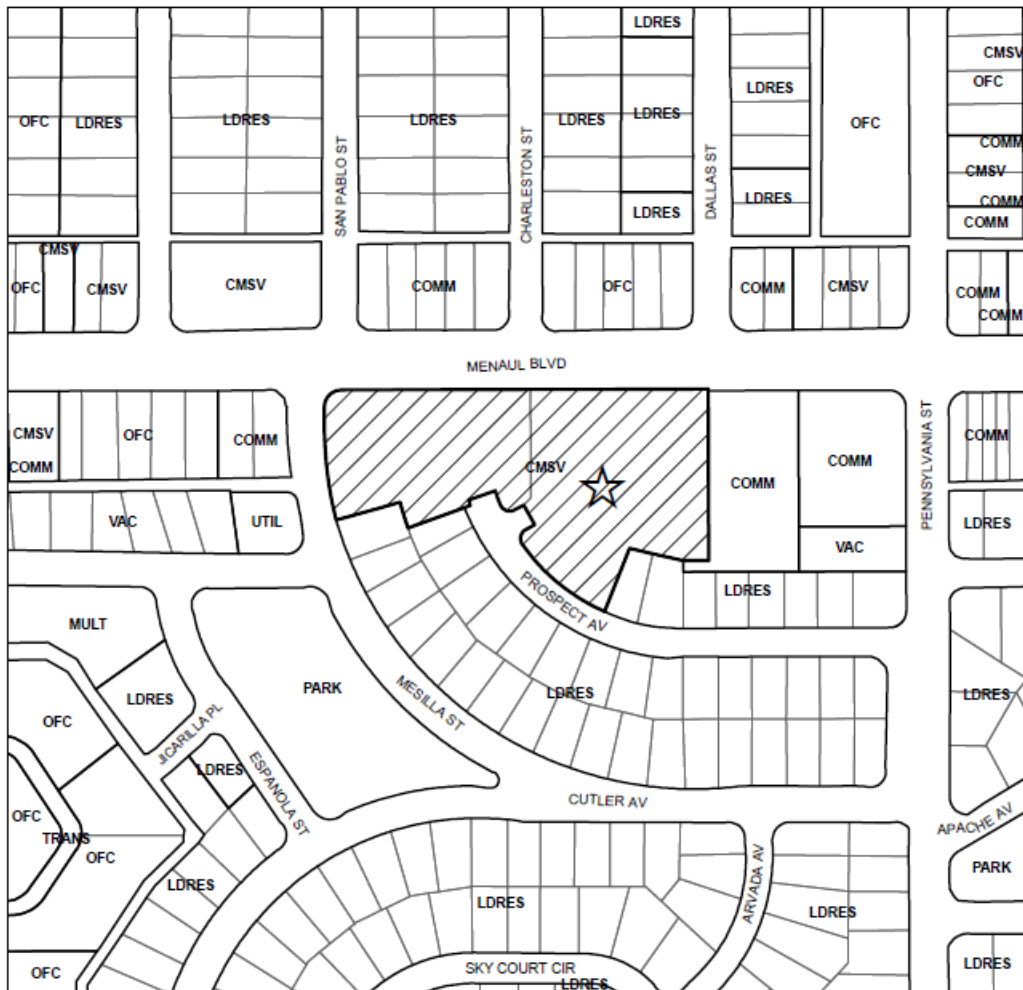 LDRES
CMSV
OFC
LDRES
LDRES
OFC
LDRES
LDRES
LDRES
LDRES
LDRES
OFC
COMM
CMSV
COMM
COMM
LDRES
LDRES
SAN PABLO ST
CHARLESTON ST
DALLAS ST
CMSV
OFC
CMSV
CMSV
COMM
OFC
COMM
CMSV
COMM
COMM
MENAUL BLVD
PENNSYLVANIA ST
CMSV
COMM
OFC
COMM
CMSV
COMM
COMM
COMM
VAC
UTIL
VAC
LDRES
LDRES
PROSPECT AV
MULT
LDRES
PARK
MESILLA ST
LDRES
LDRES
OFC
JICARILLA PL
LDRES
ESPANOLA ST
CUTLER AV
APACHE AV
OFC
TRANS
OFC
PARK
LDRES
LDRES
ARVADA AV
LDRES
OFC
SKY COURT CIR
LDRES
LDRES